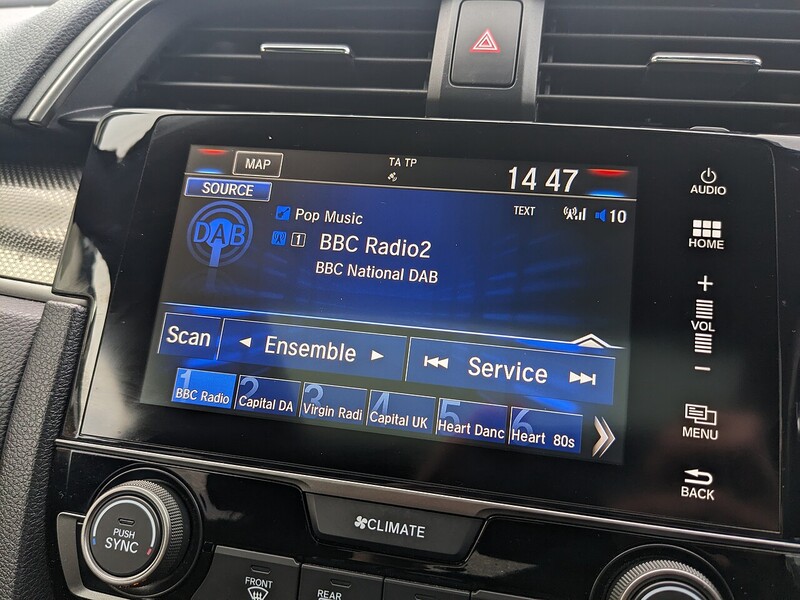 MAP
TA TP
14 47
AUDIO
SOURCE
DAB
Pop Music
TEXT
10
1 BBC Radio2
BBC National DAB
HOME
+
VOL
−
Scan
Ensemble
Service
1 BBC Radio
2 Capital DA
3 Virgin Radi
4 Capital UK
5 Heart Danc
6 Heart 80s
MENU
BACK
PUSH
SYNC
CLIMATE
FRONT
REAR